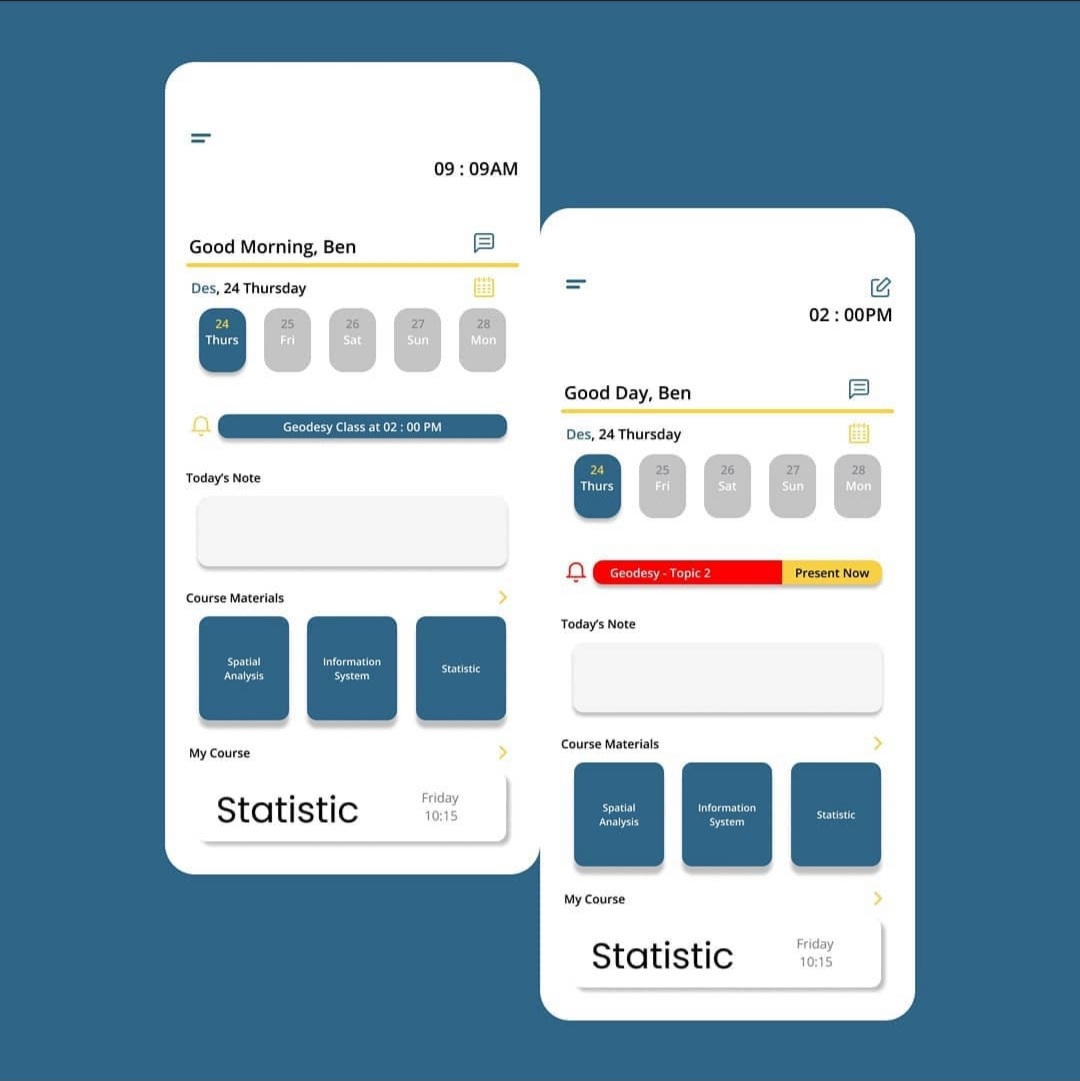 09 : 09AM
Good Morning, Ben
Des, 24 Thursday
24 25 26 27 28
Thurs Fri Sat Sun Mon
Geodesy Class at 02 : 00 PM
Today's Note
Course Materials
Spatial
Analysis
Information
System
Statistic
My Course
Statistic
Friday
10:15
02 : 00PM
Good Day, Ben
Des, 24 Thursday
24 25 26 27 28
Thurs Fri Sat Sun Mon
Geodesy - Topic 2 Present Now
Today's Note
Course Materials
Spatial
Analysis
Information
System
Statistic
My Course
Statistic
Friday
10:15